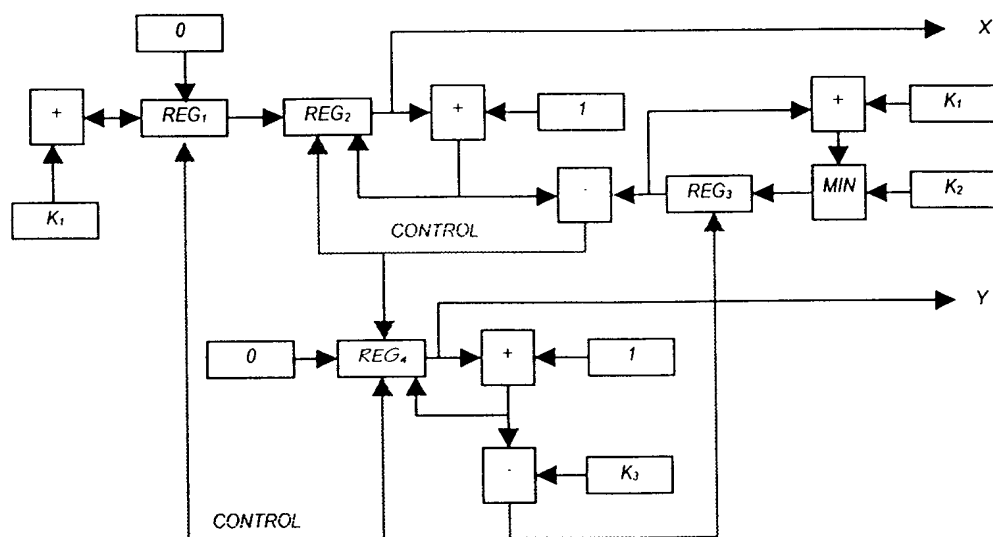 0
X
+
REG₁
REG₂
+
1
+
K₁
K₁
-
REG₃
MIN
K₂
CONTROL
Y
0
REG₄
+
1
-
K₃
CONTROL